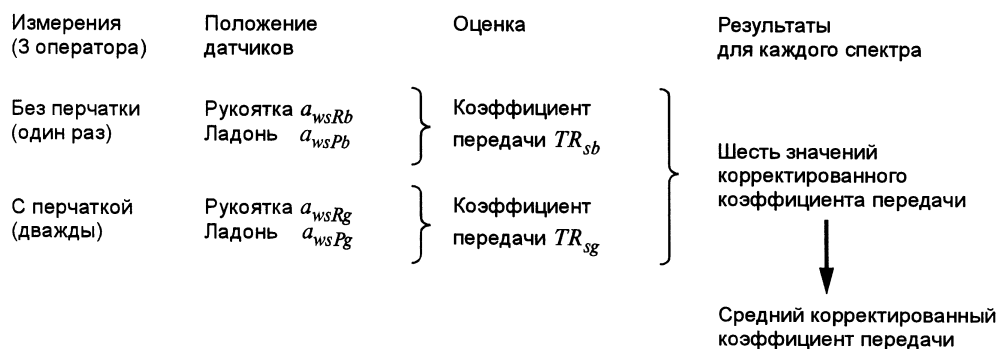 Измерения
(3 оператора)
Положение
датчиков
Оценка
Результаты
для каждого спектра
Без перчатки
(один раз)
Рукоятка a_wsRb
Ладонь a_wsPb
Коэффициент
передачи TR_sb
С перчаткой
(дважды)
Рукоятка a_wsRg
Ладонь a_wsPg
Коэффициент
передачи TR_sg
Шесть значений
корректированного
коэффициента передачи
Средний корректированный
коэффициент передачи